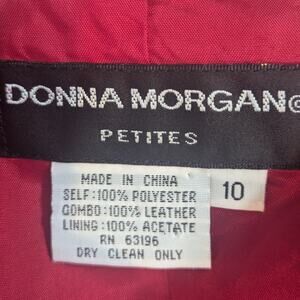 DONNA MORGAN©
PETITES
MADE IN CHINA
SELF:100% POLYESTER
COMBO:100% LEATHER
LINING:100% ACETATE
RN 63196
DRY CLEAN ONLY
10